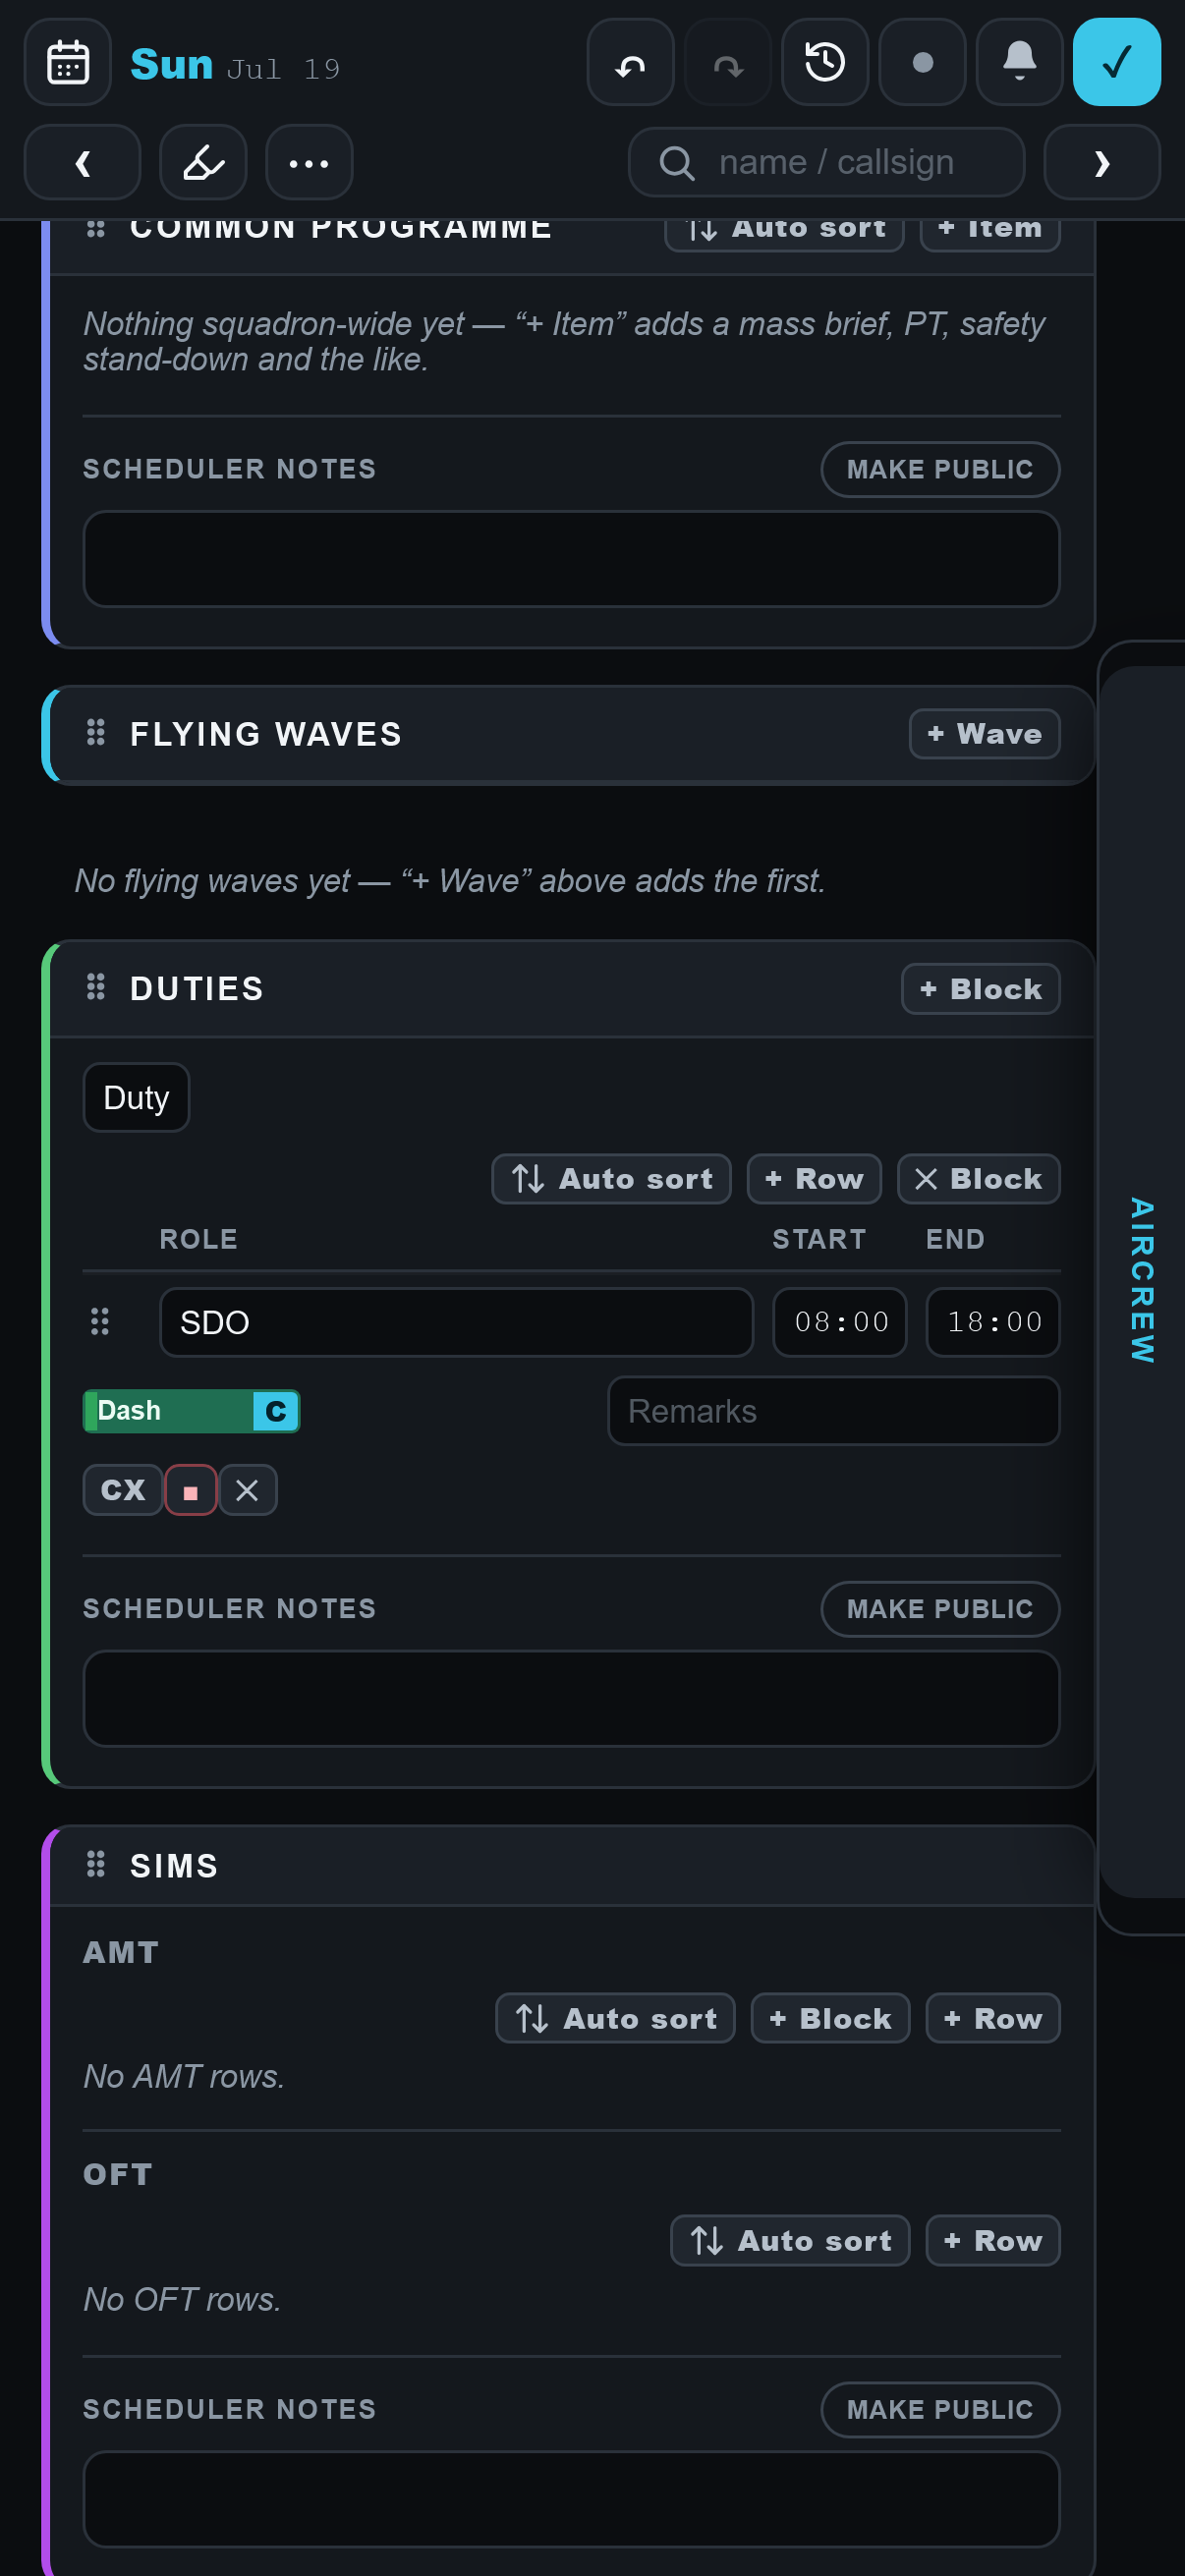 Sun Jul 19
name / callsign
COMMON PROGRAMME
Auto sort
+ Item
Nothing squadron-wide yet — “+ Item” adds a mass brief, PT, safety
stand-down and the like.
SCHEDULER NOTES
MAKE PUBLIC
FLYING WAVES
+ Wave
No flying waves yet — “+ Wave” above adds the first.
DUTIES
+ Block
Duty
Auto sort
+ Row
× Block
ROLE
START
END
SDO
08:00
18:00
Dash
C
Remarks
CX
SCHEDULER NOTES
MAKE PUBLIC
AIRCREW
SIMS
AMT
Auto sort
+ Block
+ Row
No AMT rows.
OFT
Auto sort
+ Row
No OFT rows.
SCHEDULER NOTES
MAKE PUBLIC